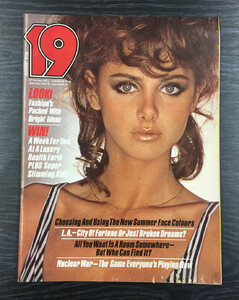 19
LOOK!
Fashion's
Packed With
Bright Ideas
WIN!
A Week For Two
At A Luxury
Health Farm
PLUS Super
Slimming Aids
Choosing And Using The New Summer Face Colours
L.A.—City Of Fortune Or Just Broken Dreams?
All You Want Is A Room Somewhere—
But Who Can Find It?
Nuclear War—The Game Everyone's Playing Now